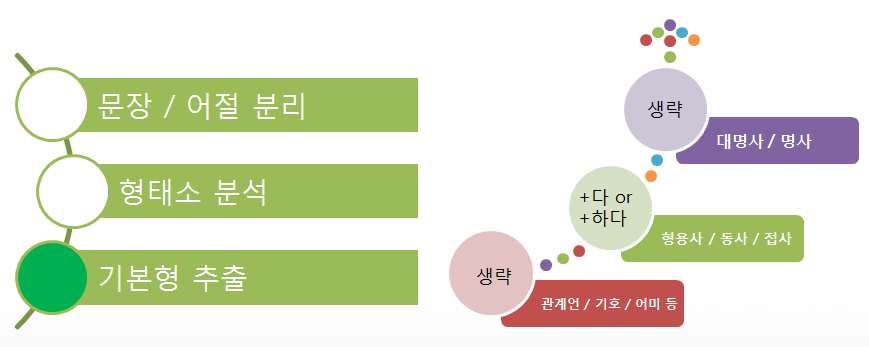 문장 / 어절 분리
형태소 분석
기본형 추출
생략
대명사 / 명사
+다 or
+하다
형용사 / 동사 / 접사
생략
관계언 / 기호 / 어미 등